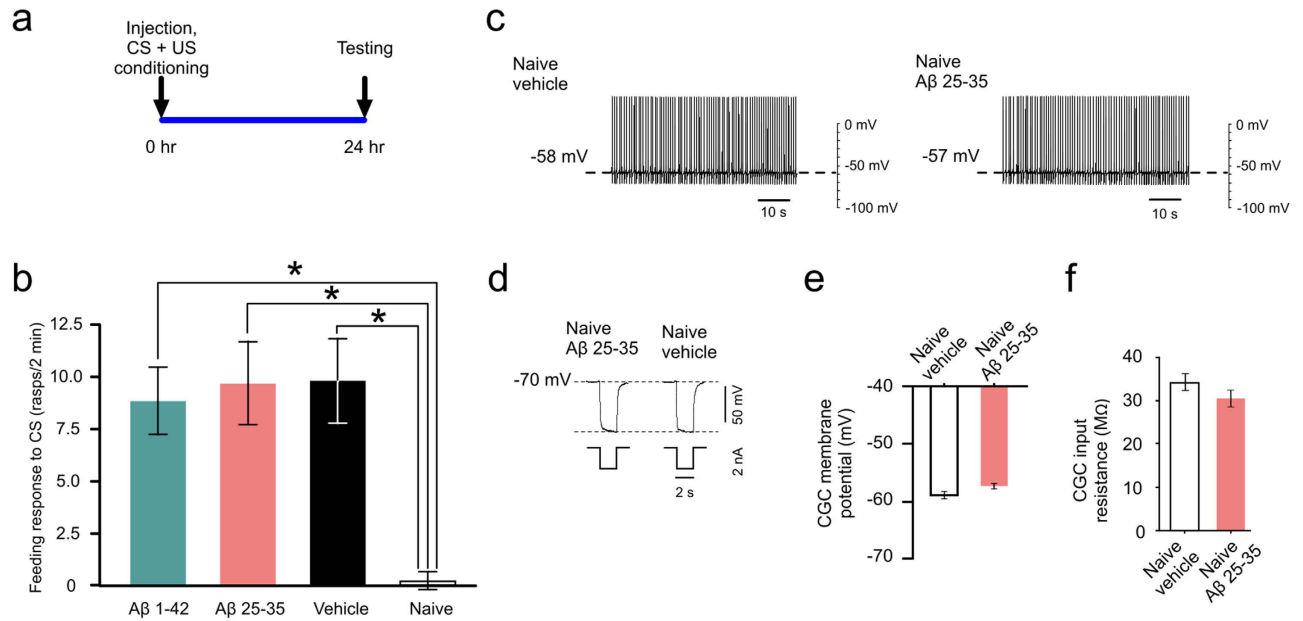 a
Injection,
CS + US
conditioning
Testing
0 hr
24 hr
b
Feeding response to CS (rasps/2 min)
12.5
10.0
7.5
5.0
2.5
0
*
*
*
Aβ 1-42
Aβ 25-35
Vehicle
Naive
c
Naive
vehicle
-58 mV
0 mV
-50 mV
-100 mV
10 s
Naive
Aβ 25-35
-57 mV
0 mV
-50 mV
-100 mV
10 s
d
Naive
Aβ 25-35
Naive
vehicle
-70 mV
50 mV
2 nA
2 s
e
Naive
vehicle
Naive
Aβ 25-35
CGC membrane
potential (mV)
-40
-50
-60
-70
f
CGC input
resistance (MΩ)
40
30
20
10
0
Naive
vehicle
Naive
Aβ 25-35